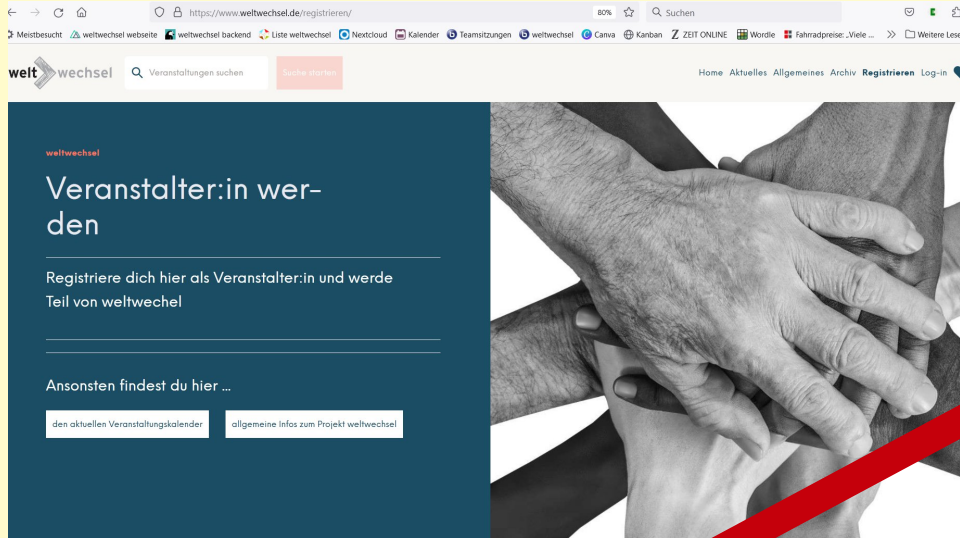 https://www.weltwechsel.de/registrieren/
80%
Suchen
Meistbesucht weltwechsel webseite weltwechsel backend Liste weltwechsel Nextcloud Kalender Teamsitzungen weltwechsel Canva Kanban ZEIT ONLINE Wordle Fahrradpreise: „Viele ... Weitere Lese
welt wechsel Veranstaltungen suchen Suche starten Home Aktuelles Allgemeines Archiv Registrieren Log-in
weltwechsel
Veranstalter:in wer-
den
Registriere dich hier als Veranstalter:in und werde
Teil von weltwechel
Ansonsten findest du hier ...
den aktuellen Veranstaltungskalender allgemeine Infos zum Projekt weltwechsel